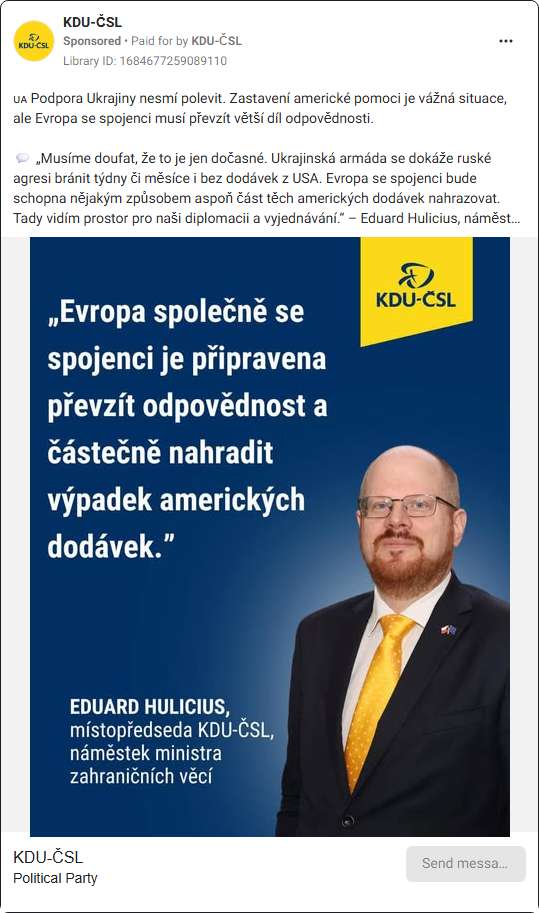 KDU-ČSL
Sponsored • Paid for by KDU-ČSL
Library ID: 1684677259089110
KDU-ČSL
UA Podpora Ukrajiny nesmí polevit. Zastavení americké pomoci je vážná situace,
ale Evropa se spojenci musí převzít větší díl odpovědnosti.
„Musíme doufat, že to je jen dočasné. Ukrajinská armáda se dokáže ruské
agresi bránit týdny či měsíce i bez dodávek z USA. Evropa se spojenci bude
schopna nějakým způsobem aspoň část těch amerických dodávek nahrazovat.
Tady vidím prostor pro naši diplomacii a vyjednávání.“ – Eduard Hulicius, náměst...
KDU-ČSL
„Evropa společně se
spojenci je připravena
převzít odpovědnost a
částečně nahradit
výpadek amerických
dodávek.”
EDUARD HULICIUS,
místopředseda KDU-ČSL,
náměstek ministra
zahraničních věcí
KDU-ČSL
Political Party
Send messa...